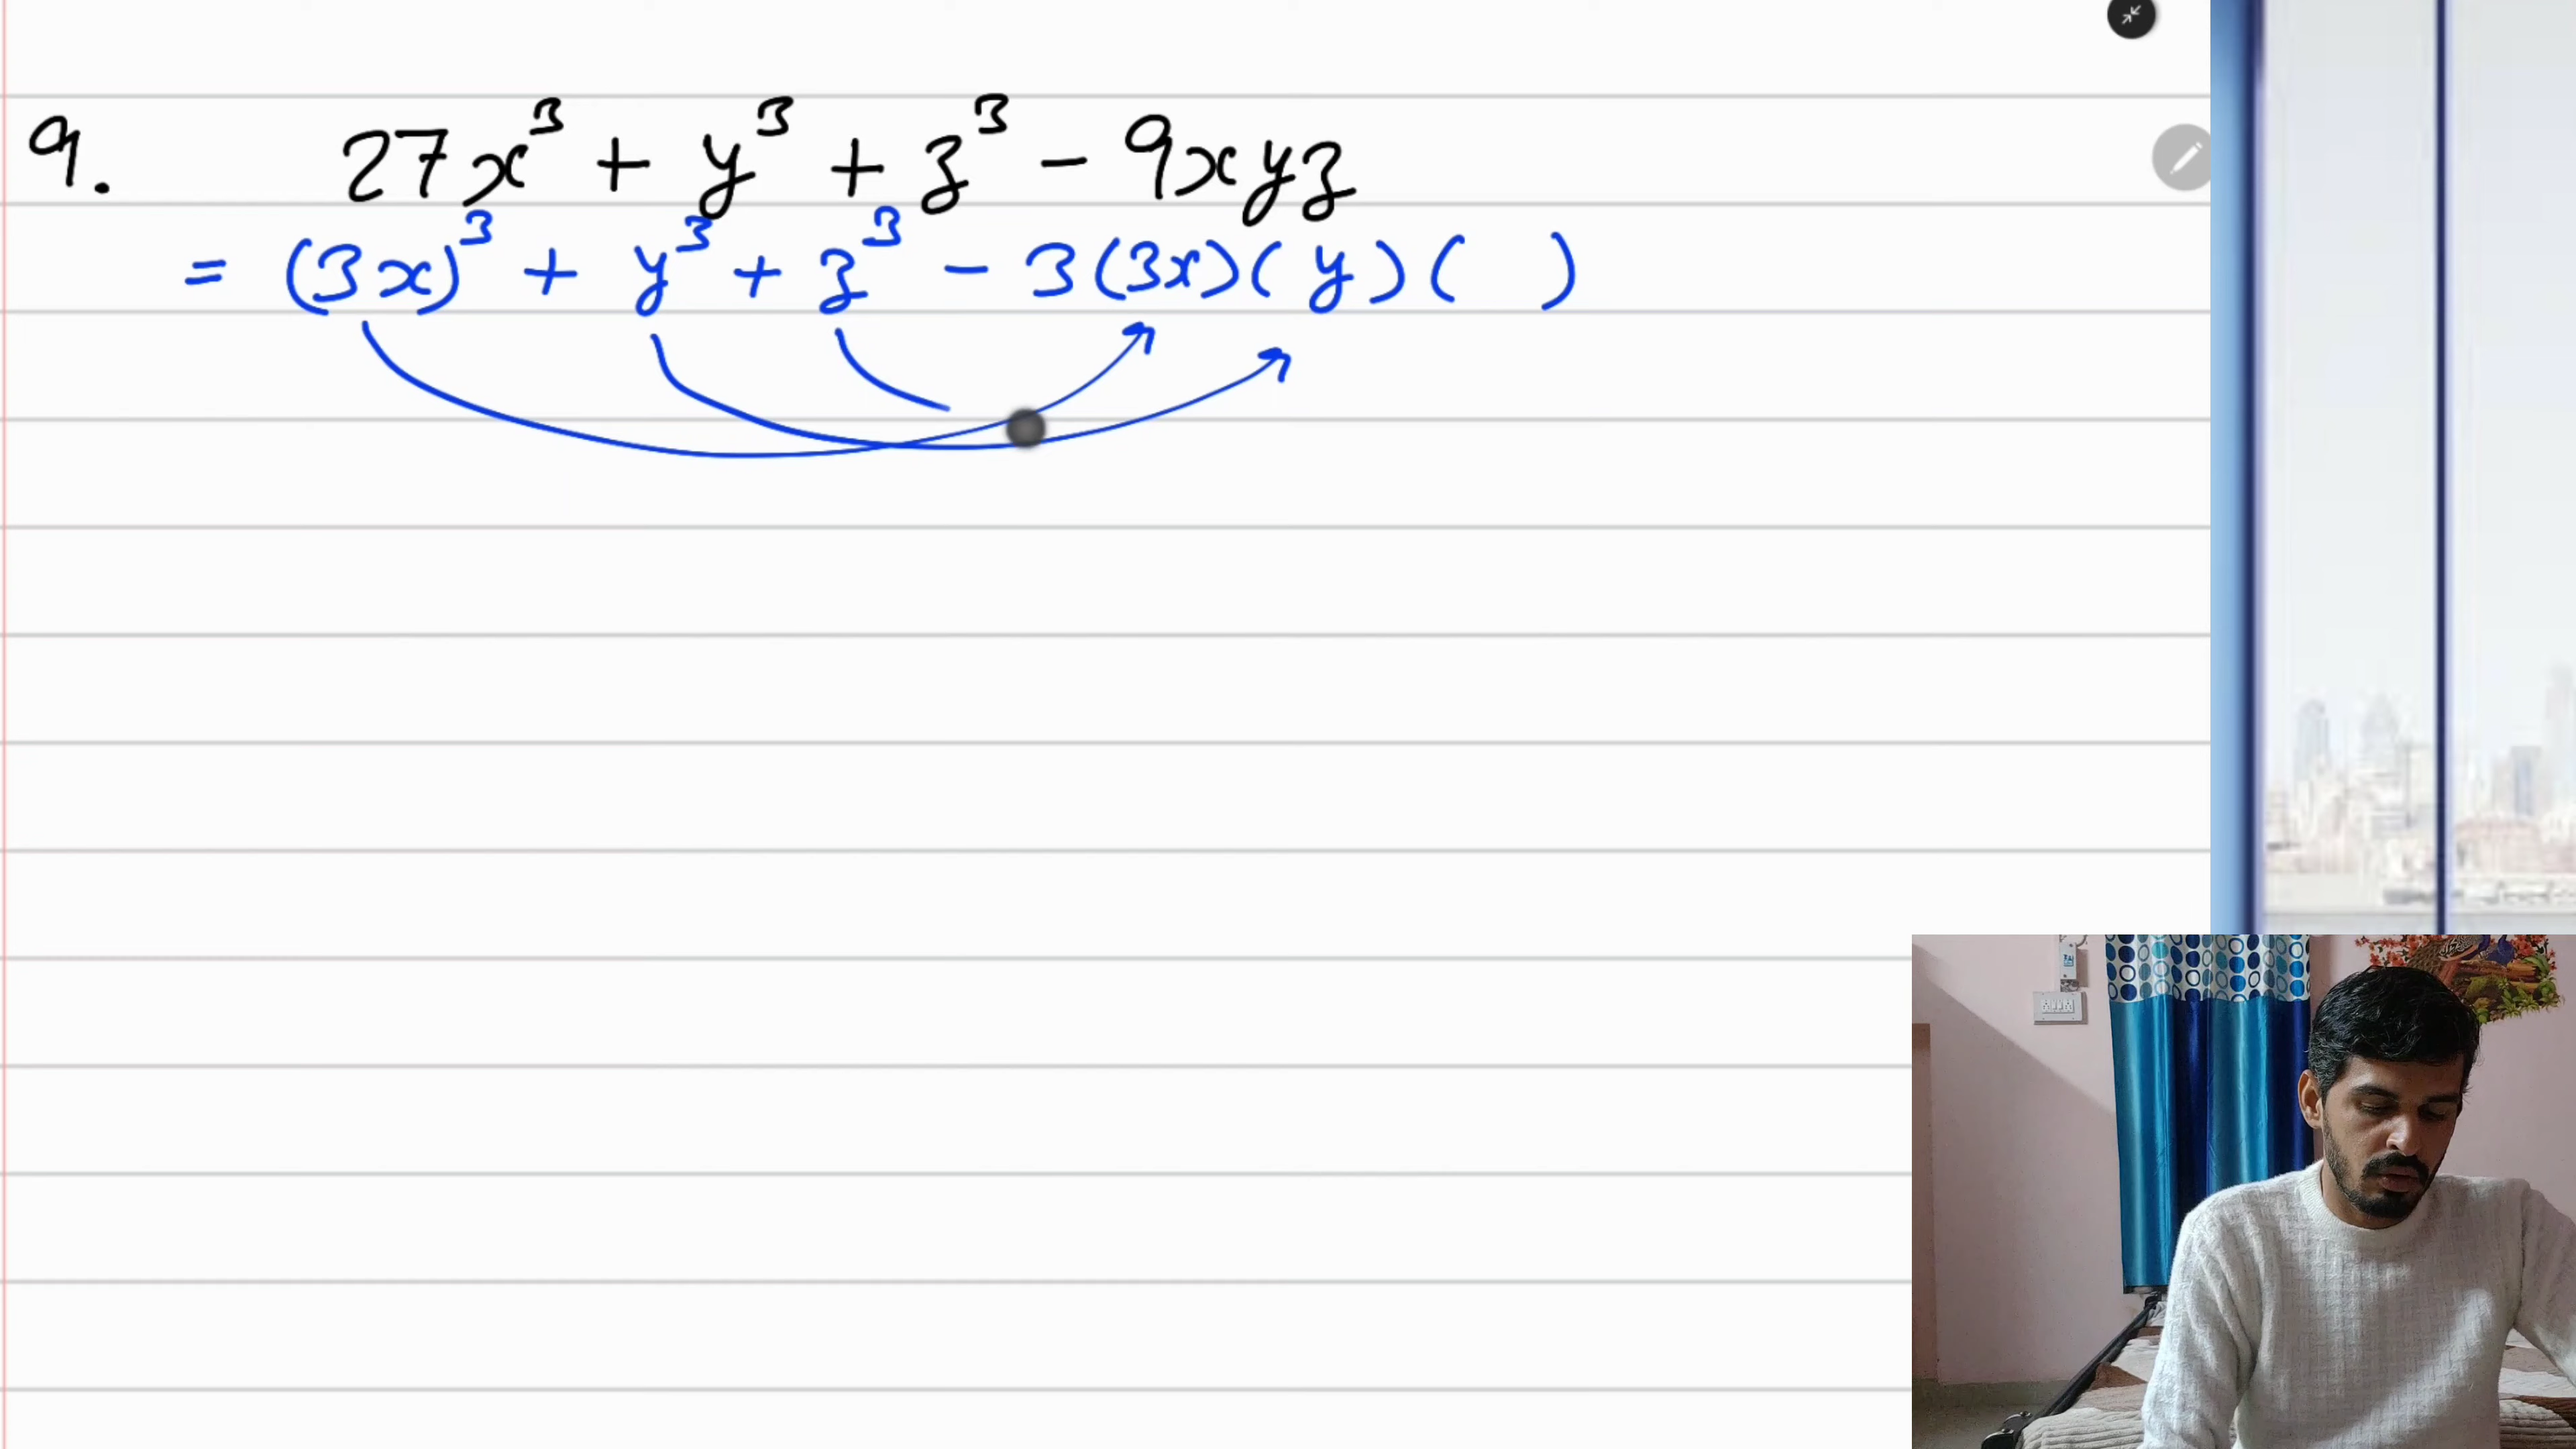 9. 27x³ + y³ + z³ - 9xyz
= (3x)³ + y³ + z³ - 3(3x)(y)( )